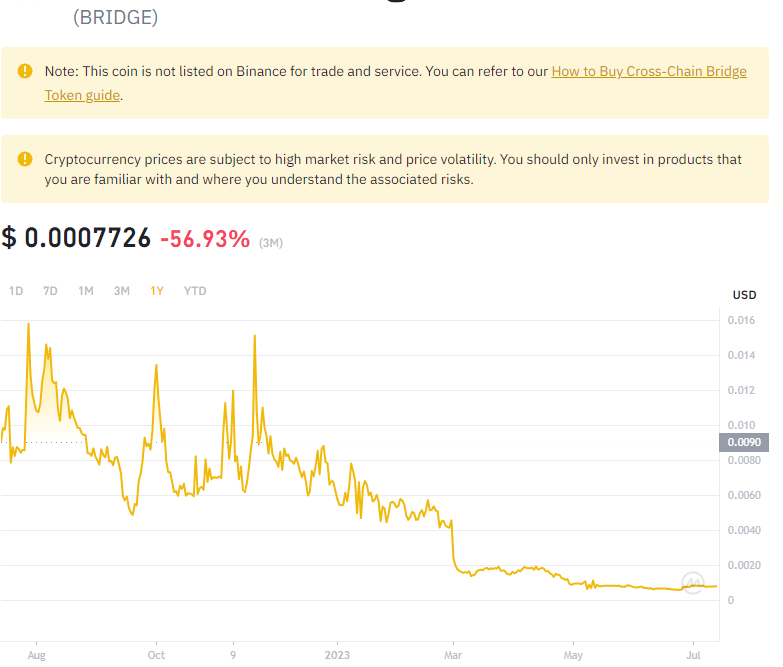 (BRIDGE)
Note: This coin is not listed on Binance for trade and service. You can refer to our How to Buy Cross-Chain Bridge
Token guide.
Cryptocurrency prices are subject to high market risk and price volatility. You should only invest in products that
you are familiar with and where you understand the associated risks.
$ 0.0007726 -56.93% (3M)
1D 7D 1M 3M 1Y YTD
USD
0.016
0.014
0.012
0.010
0.0090
0.0080
0.0060
0.0040
0.0020
0
Aug Oct 9 2023 Mar May Jul